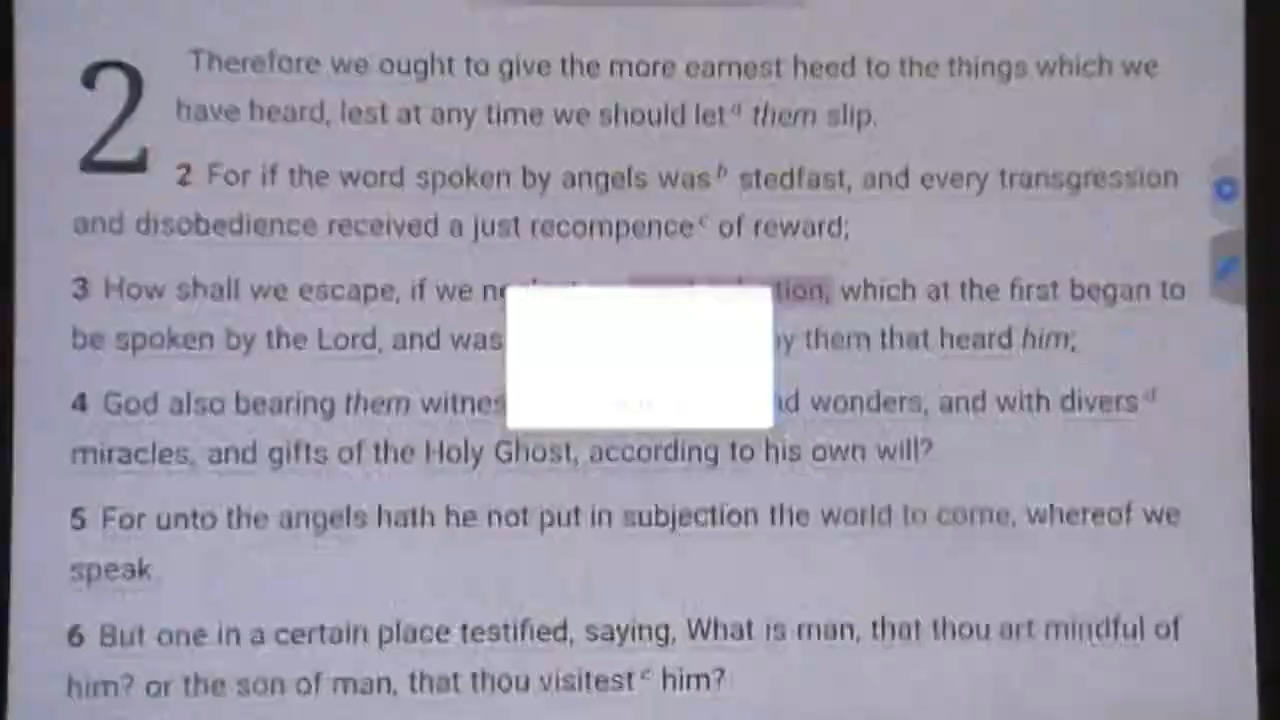 2 Therefore we ought to give the more earnest heed to the things which we
have heard, lest at any time we should let a them slip.
2 For if the word spoken by angels was b stedfast, and every transgression
and disobedience received a just recompence c of reward;
3 How shall we escape, if we which at the first began to
be spoken by the Lord, and was them that heard him;
4 God also bearing them wonders, and with divers d
miracles, and gifts of the Holy Ghost, according to his own will?
5 For unto the angels hath he not put in subjection the world to come, whereof we
speak.
6 But one in a certain place testified, saying, What is man, that thou art mindful of
him? or the son of man, that thou visitest e him?